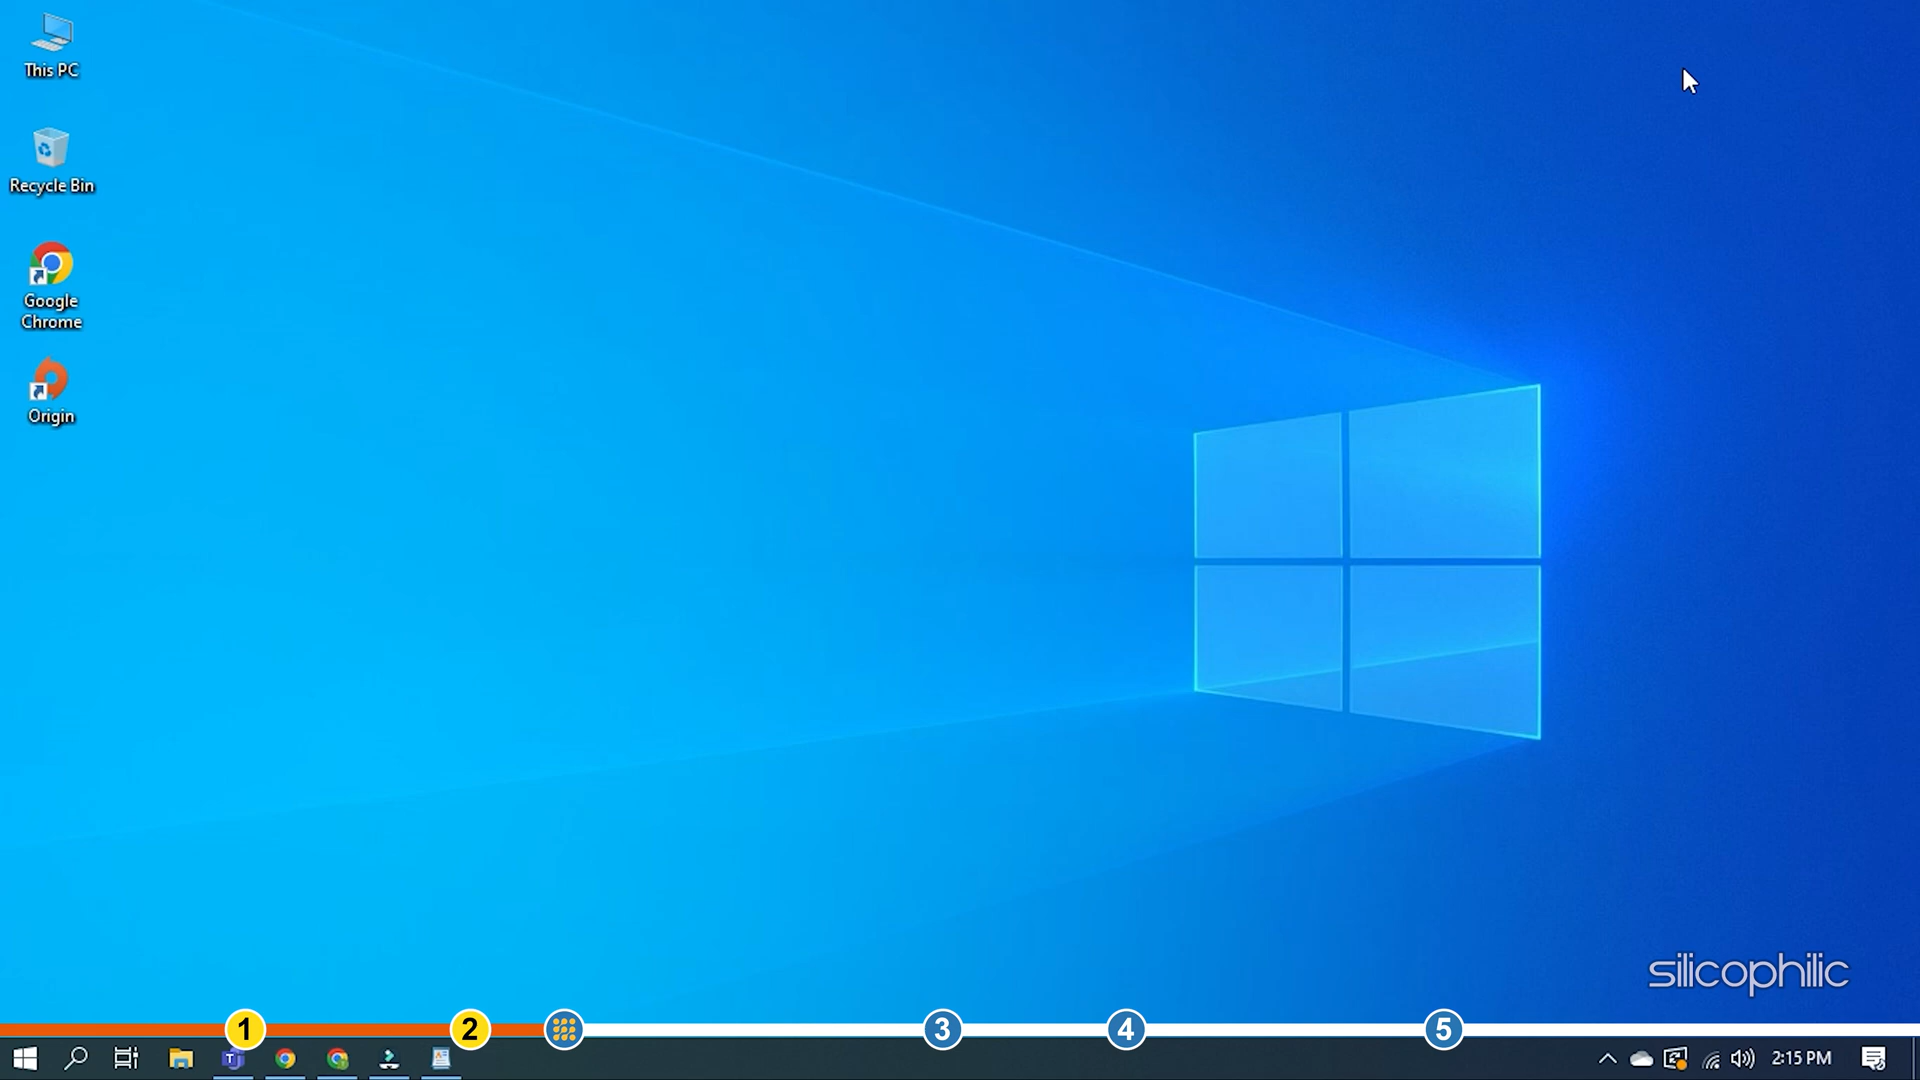 This PC
Recycle Bin
Google
Chrome
Origin
silicophilic
1
2
3
4
5
T
2:15 PM